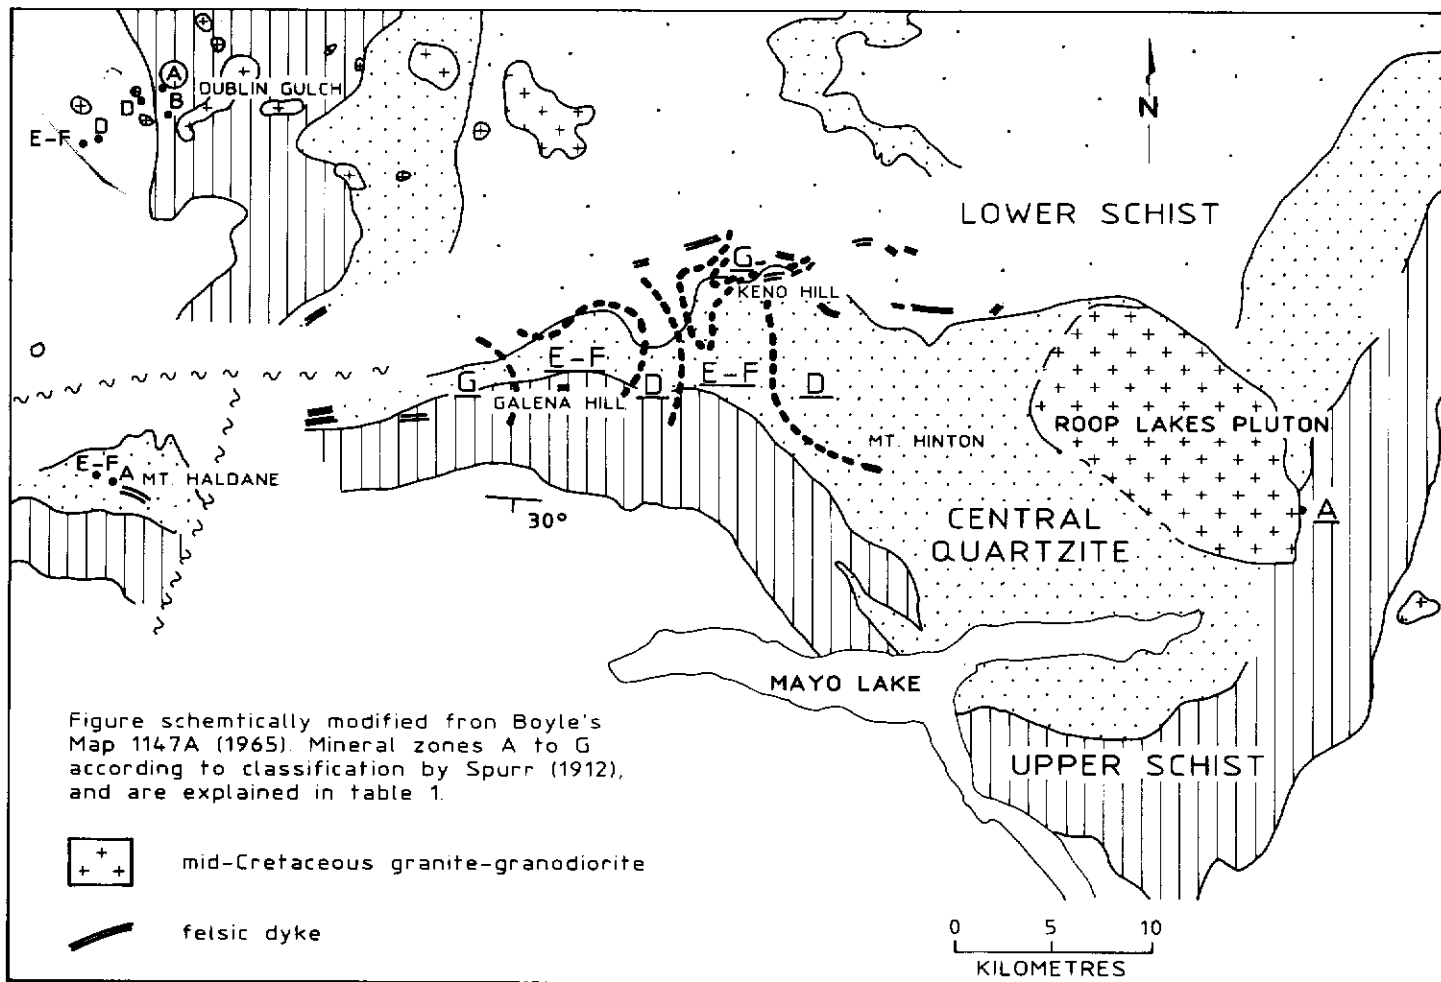 A
DUBLIN GULCH
D
B
E-F
D
N
LOWER SCHIST
G
KENO HILL
E-F
G
D
E-F
D
GALENA HILL
ROOP LAKES PLUTON
MT. HINTON
E-F
A
MT. HALDANE
30°
A
CENTRAL
QUARTZITE
MAYO LAKE
UPPER SCHIST
Figure schemtically modified fron Boyle's
Map 1147A (1965). Mineral zones A to G
according to classification by Spurr (1912),
and are explained in table 1.
mid-Cretaceous granite-granodiorite
felsic dyke
0 5 10
KILOMETRES